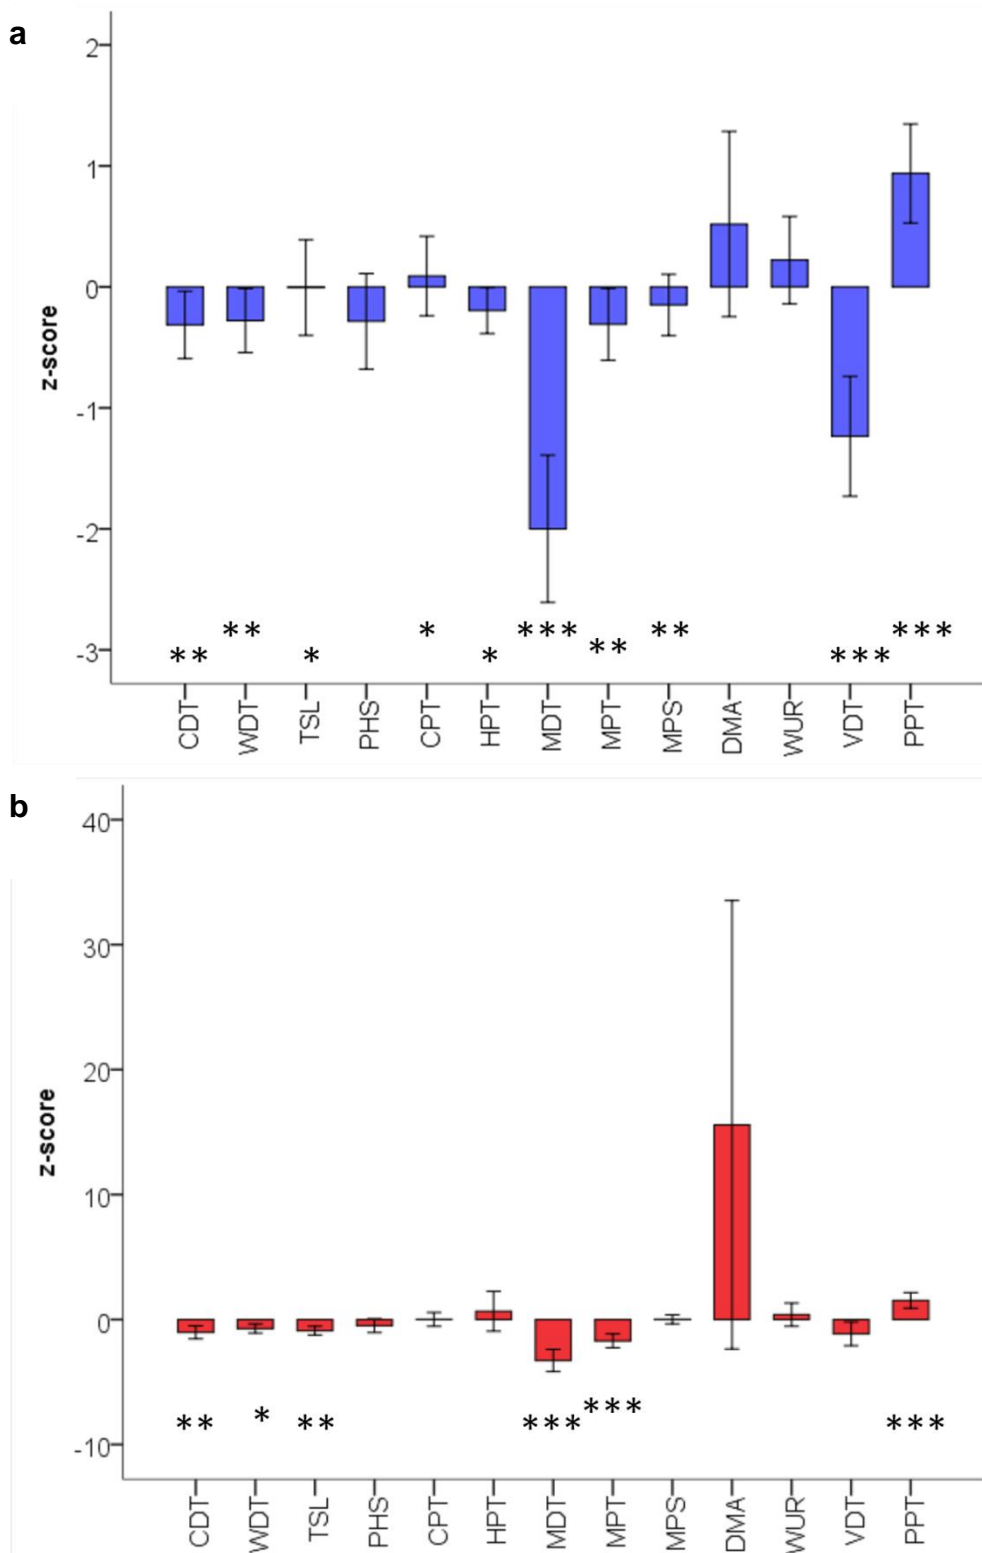 a
2
1
0
-1
-2
-3
z-score
** ** * * * *** ** ** *** ***
CDT WDT TSL PHS CPT HPT MDT MPT MPS DMA WUR VDT PPT
b
40
30
20
10
0
-10
z-score
** * ** *** *** ***
CDT WDT TSL PHS CPT HPT MDT MPT MPS DMA WUR VDT PPT